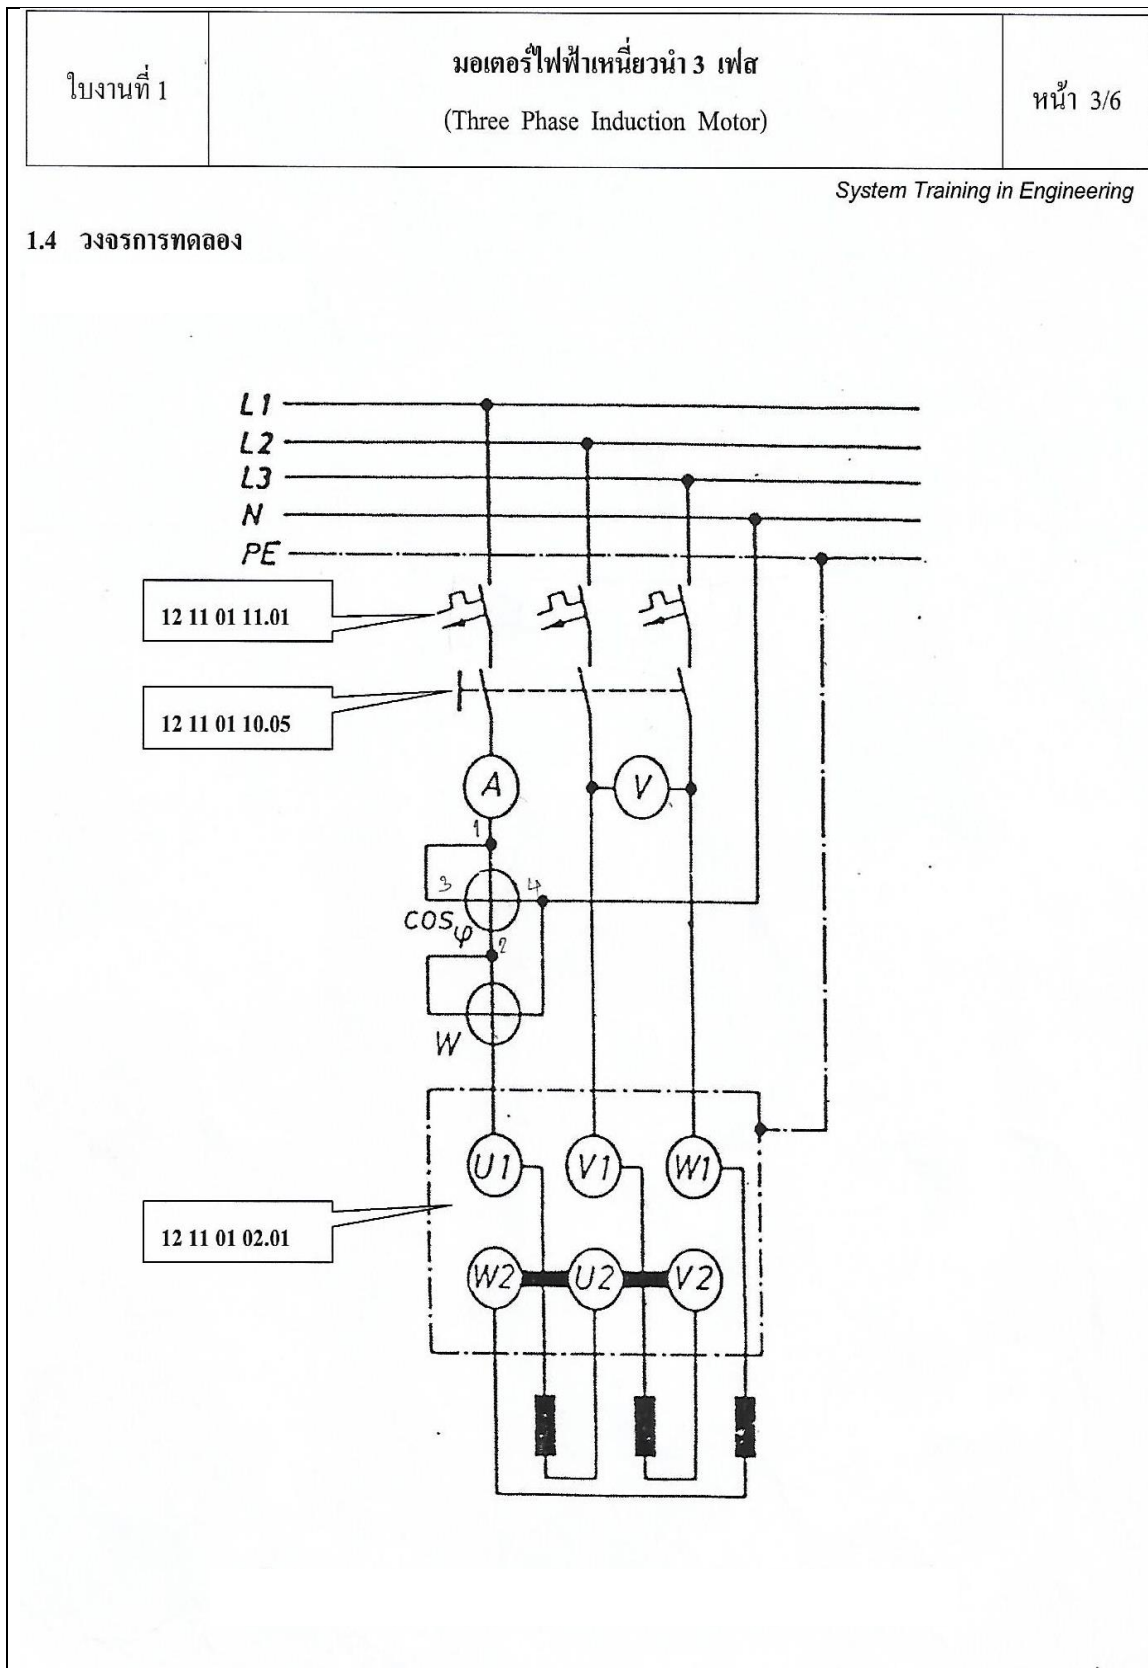 ใบงานที่ 1
มอเตอร์ไฟฟ้าเหนี่ยวนำ 3 เฟส
(Three Phase Induction Motor)
หน้า 3/6
System Training in Engineering
1.4 วงจรการทดลอง
L1
L2
L3
N
PE
12 11 01 11.01
12 11 01 10.05
A
V
1
3
4
COSφ
2
W
U1
V1
W1
12 11 01 02.01
W2
U2
V2